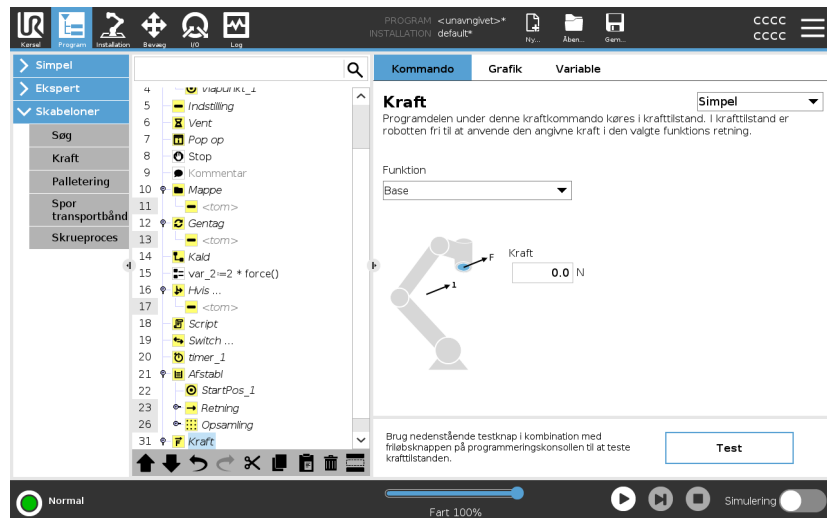 PROGRAM <unavngivet>*
INSTALLATION default*
Kørsel
Program
Installation
Bevæg
I/O
Log
Ny...
Åben...
Gem...
CCCC
CCCC
Simpel
Ekspert
Skabeloner
Søg
Kraft
Palletering
Spor
transportbånd
Skrueproces
4 Viapunkt_1
5 Indstilling
6 Vent
7 Pop op
8 Stop
9 Kommentar
10 Mappe
11 <tom>
12 Gentag
13 <tom>
14 Kald
15 var_2:=2 * force()
16 Hvis ...
17 <tom>
18 Script
19 Switch ...
20 timer_1
21 Afstabl
22 StartPos_1
23 Retning
26 Opsamling
31 Kraft
Kommando
Grafik
Variable
Kraft
Simpel
Programdelen under denne kraftkommando køres i krafttilstand. I krafttilstand er
robotten fri til at anvende den angivne kraft i den valgte funktions retning.
Funktion
Base
F
1
Kraft
0.0 N
Brug nedenstående testknap i kombination med
friløbsknappen på programmeringskonsollen til at teste
krafttilstanden.
Test
Normal
Fart 100%
Simulering